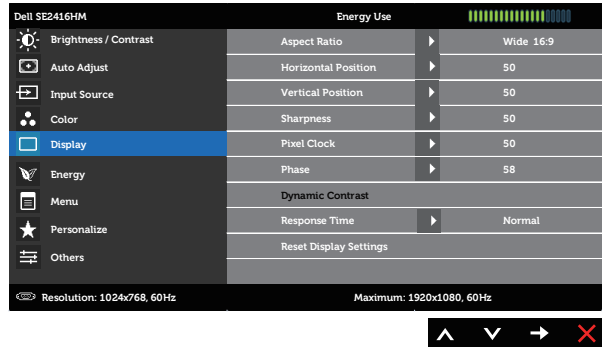 Dell SE2416HM Energy Use
Brightness / Contrast
Auto Adjust
Input Source
Color
Display
Energy
Menu
Personalize
Others
Aspect Ratio Wide 16:9
Horizontal Position 50
Vertical Position 50
Sharpness 50
Pixel Clock 50
Phase 58
Dynamic Contrast
Response Time Normal
Reset Display Settings
Resolution: 1024x768, 60Hz Maximum: 1920x1080, 60Hz